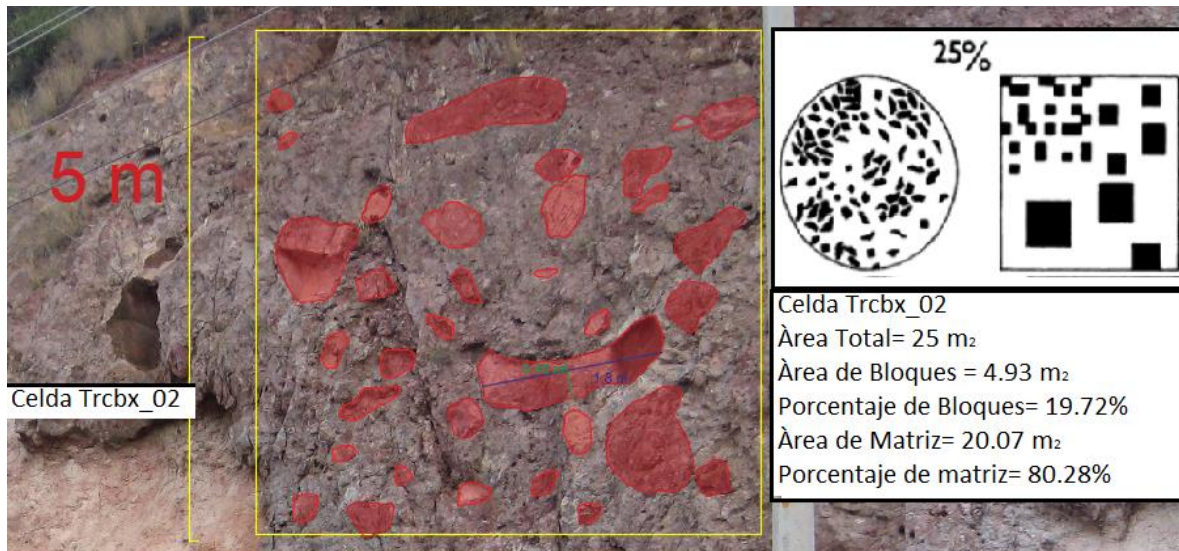 5 m
Celda Trcbx_02
1.8 m
25%
Celda Trcbx_02
Àrea Total= 25 m₂
Àrea de Bloques = 4.93 m₂
Porcentaje de Bloques= 19.72%
Àrea de Matriz= 20.07 m₂
Porcentaje de matriz= 80.28%